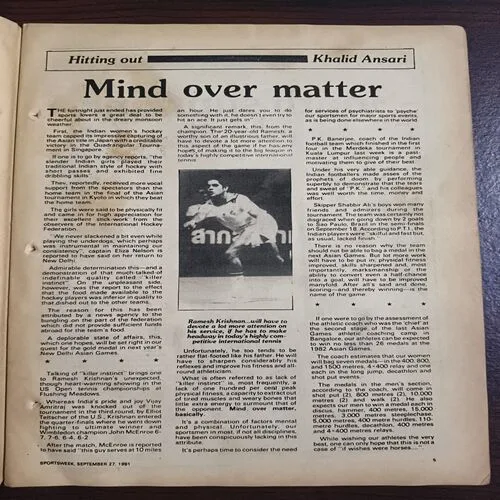 Hitting out
Khalid Ansari
Mind over matter
THE fortnight just ended has provided
sports lovers a great deal to be
cheerful about in the dreary monsoon
weather.
First, the Indian women's hockey
team capped its impressive capturing of
the Asian title in Japan with a creditable
victory in the Quadrangular Tourna-
ment in Singapore.
If one is to go by agency reports, "the
slender Indian girls played their
traditional Indian style of hockey with
short passes and exhibited fine
dribbling skills"
They, reportedly, received more vocal
support from the spectators than the
home team in the final of the Asian
tournament in Kyoto in which they beat
the home team.
The girls were said to be physically fit
and came in for high appreciation for
their excellent stick-work from the
observers of the International Hockey
Federation.
"We never slackened even while
playing the underdogs, which perhaps
was instrumental in maintaining our
consistency" captain Eliza Nelson is
reported to have said on her return to
New Delhi.
Admirable determination this—and a
demonstration of that much talked of
indefinable quality called "killer
instinct" On the unpleasant side,
however, was the report to the effect
that the food made available to the
hockey players was inferior in quality to
that dished out to the other teams.
The reason for this has been
attributed by a news agency to the
bungling on the part of the Federation
which did not provide sufficient funds
abroad for the team's food.
A deplorable state of affairs, this,
which one hopes, will be set right in our
quest for the gold medal in next year's
New Delhi Asian Games.
★ ★ ★ ★ ★
Talking of "killer instinct" brings one
to Ramesh Krishnan's unexpected,
though heart-warming showing in the
US Open tennis championships at
Flushing Meadows.
Whereas India's pride and joy Vijay
Amritraj was knocked out of the
tournament in the third round, by Elliot
Teltscher of the U.S., Krishnan entered
the quarter-finals where he went down
fighting to ultimate winner and
Wimbledon champion John McEnroe 6-
7, 7-6, 6-4, 6-2
After the match, McEnroe is reported
to have said "this guy serves at 10 miles
an hour. He just dares you to do
something with it, he doesn't even try to
hit an ace. It just gets in"
A significant remark, this, from the
champion. The 20-year-old Ramesh, a
worthy son of an illustrious father, will
have to devote a lot more attention to
this aspect of the game if he has any
hopes of making it to the big league in
today's highly competitive international
tennis
Ramesh Krishnan...will have to
devote a lot more attention on
his service, if he has to make
headway in today's highly com-
petitive international tennis
Unfortunately, Ramesh tends to be
rather flat-footed like his father. He will
have to sharpen considerably his
reflexes and improve his fitness and all-
round athleticism.
What is often referred to as lack of
"killer instinct" is, most frequently, a
lack of one hundred per cent peak
physical fitness, a capacity to extract out
of tired muscles and weary bones that
little extra energy to surmount that of
the opponent. Mind over matter,
basically.
It's a combination of factors mental
and physical. Unfortunately, our
sportsmen in most, if not all disciplines,
have been conspicuously lacking in this
attribute.
It's perhaps time to consider the need
for services of psychiatrists to 'psyche'
our sportsmen for major sports events,
as is being done elsewhere in the world
★ ★ ★ ★ ★
P.K. Banerjee, coach of the Indian
football team which finished in the first
four in the Merdeka tournament in
Kuala Lumpur last week is a past
master at influencing people and
motivating them to give of their best.
Under his very able guidance, the
Indian footballers made asses of the
prophets of doom by performing
superbly to demonstrate that the tears
and sweat of "P.K." and his colleagues
was well worth the time, money and
effort.
Skipper Shabbir Ali's boys won many
friends and admirers during the
tournament. The team was certainly not
disgraced when going down by 2 goals
to Sao Paulo, Brazil in the semi-finals
on September 18. According to P.T.I., the
Indian players were "skilful and fast but,
as usual, lacked finish"
There is no reason why the team
should not be able to bag a medal in the
next Asian Games. But lot more work
will have to be put in, physical fitness
improved, skills sharpened and, most
importantly, marksmanship or the
ability to convert even a half-chance
into a goal, will have to be improved
manyfold. After all's said and done,
scoring—and thereby winning—is the
name of the game
★ ★ ★ ★ ★
If one were to go by the assessment of
the athletic coach who was the 'chief' at
the second stage of the last Asian
Games athletic coaching camp in
Bangalore, our athletes can be expected
to win no less than 26 medals at the
1982 Asian Games.
The coach estimates that our women
will bag seven medals—in the 400, 800,
and 1500 metres, 4×400 relay and one
each in the long jump, decathlon and
shot put events.
The medals in the men's section,
according to the coach, will come in
shot put (2), 800 metres (2), 10,000
metres (2) and walk (2) He also
expects our men to win a medal each in
discus, hammer, 400 metres, 15,000
metres, 3,000 metres steeplechase,
5,000 metres, 400 metres hurdles, 110
metre hurdles, decathlon, 400 metres
and 4×400 metres relays.
While wishing our athletes the very
best, one can only hope that this is not a
case of "if wishes were horses..."
SPORTSWEEK, SEPTEMBER 27, 1981
5